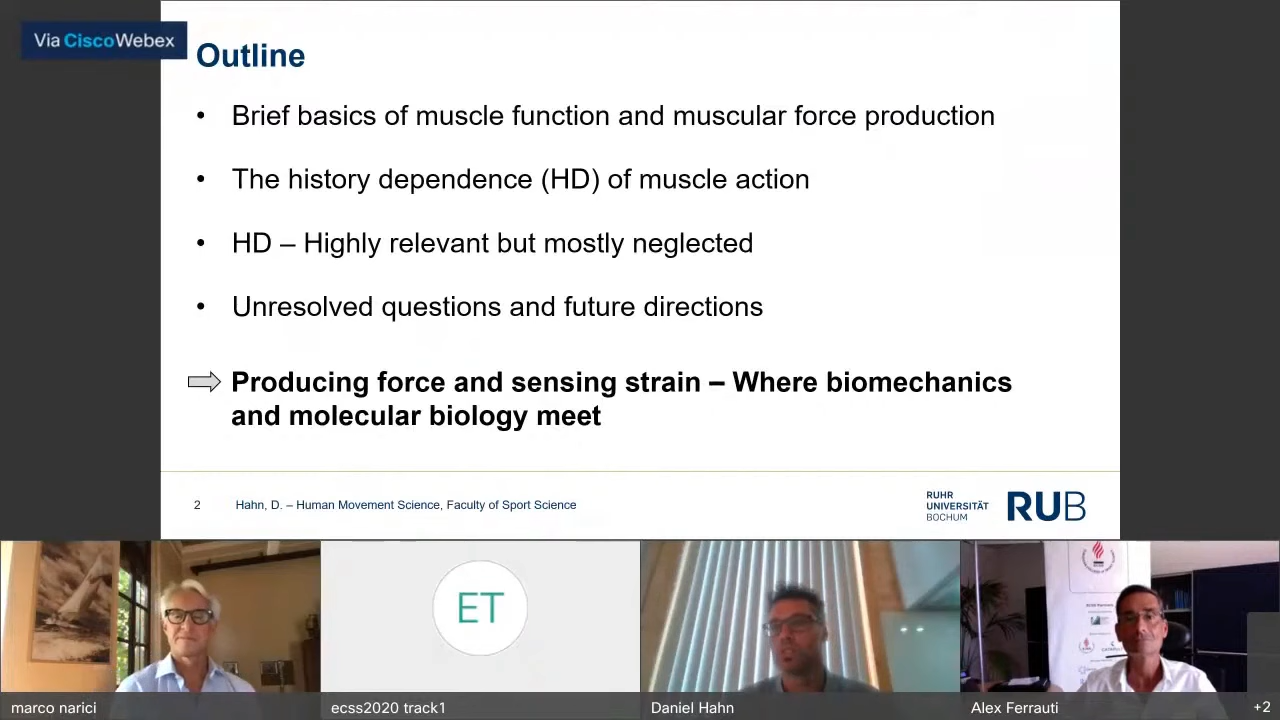 Via CiscoWebex
Outline
• Brief basics of muscle function and muscular force production
• The history dependence (HD) of muscle action
• HD – Highly relevant but mostly neglected
• Unresolved questions and future directions
Producing force and sensing strain – Where biomechanics
and molecular biology meet
2 Hahn, D. – Human Movement Science, Faculty of Sport Science
RUHR
UNIVERSITÄT
BOCHUM
RUB
ET
marco narici
ecss2020 track1
Daniel Hahn
Alex Ferrauti
+2